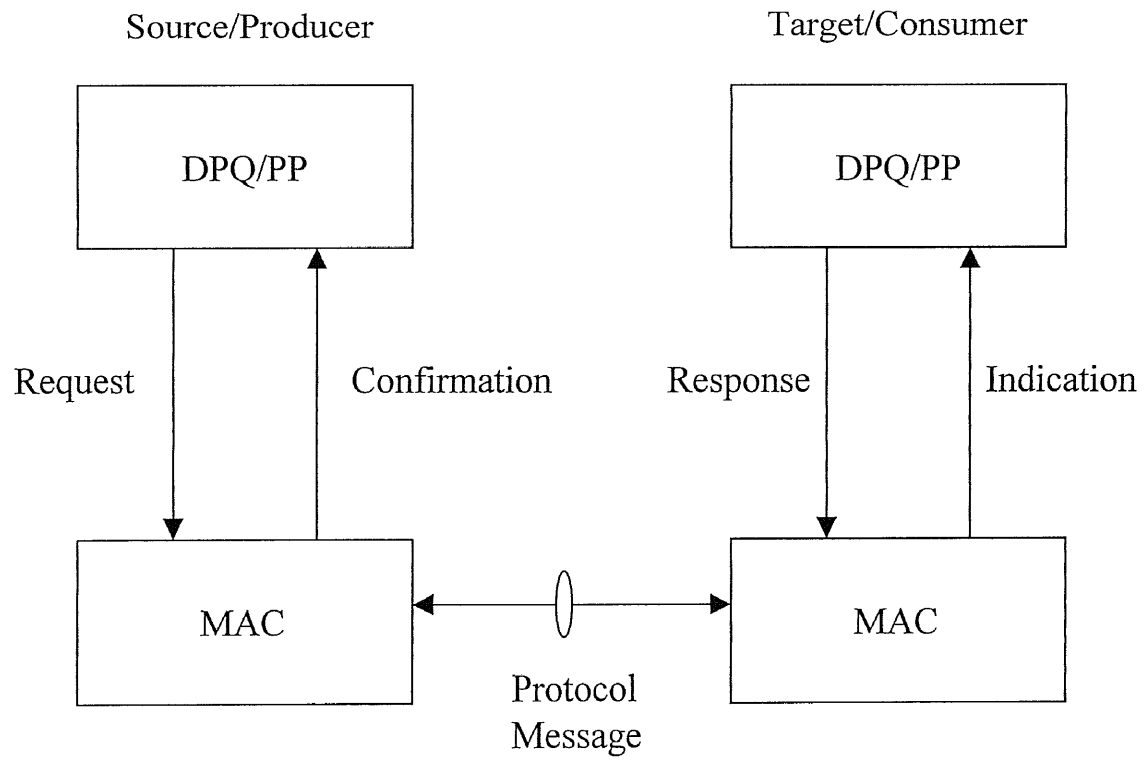 Source/Producer
Target/Consumer
DPQ/PP
DPQ/PP
Request
Confirmation
Response
Indication
MAC
MAC
Protocol
Message